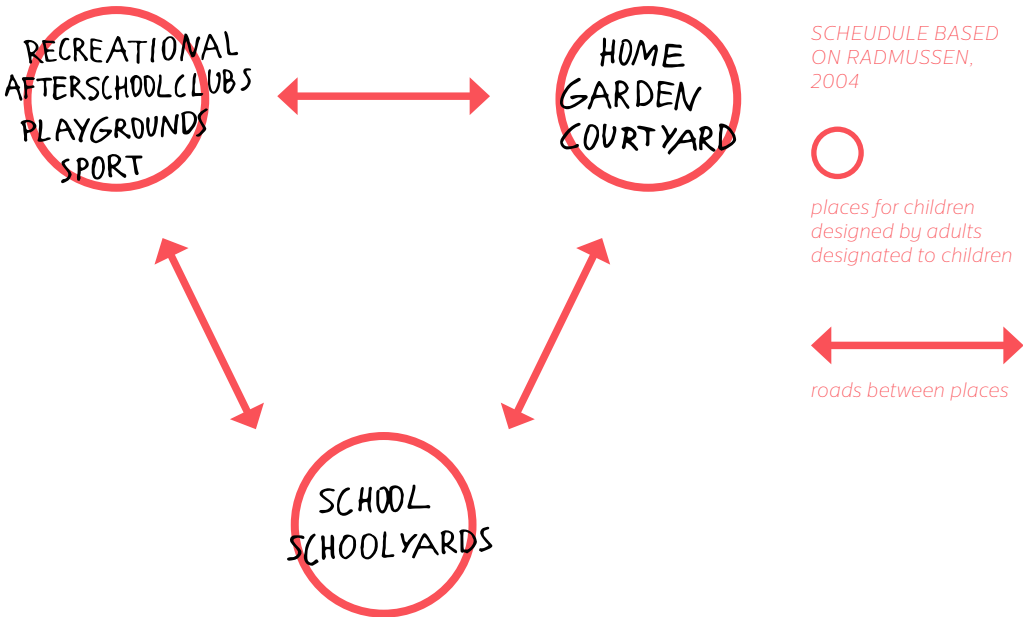 RECREATIONAL
AFTERSCHOOLCLUBS
PLAYGROUNDS
SPORT
HOME
GARDEN
COURTYARD
SCHOOL
SCHOOLYARDS
SCHEUDULE BASED
ON RADMUSSEN,
2004
places for children
designed by adults
designated to children
roads between places